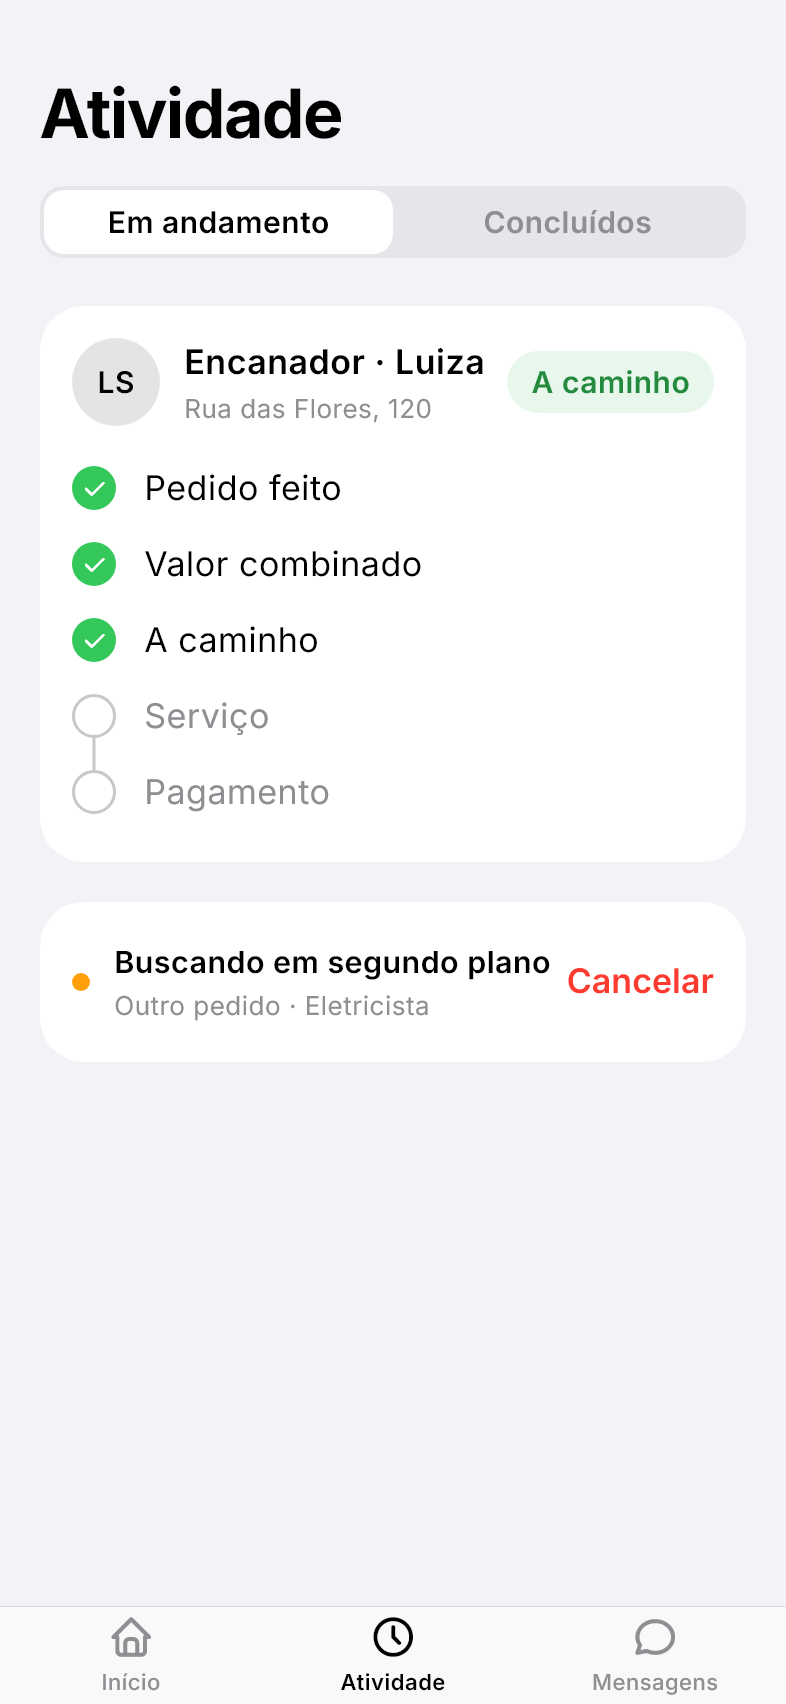 Atividade
Em andamento
Concluídos
LS
Encanador · Luiza
Rua das Flores, 120
A caminho
Pedido feito
Valor combinado
A caminho
Serviço
Pagamento
Buscando em segundo plano
Outro pedido · Eletricista
Cancelar
Início
Atividade
Mensagens